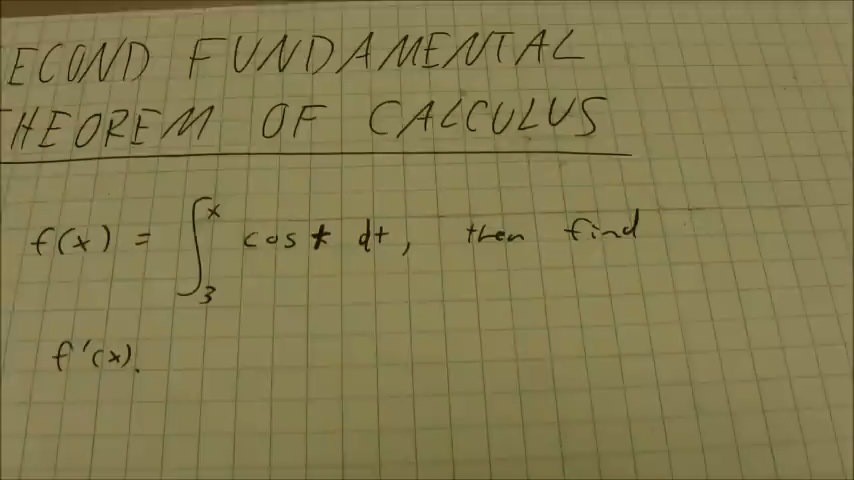 ECOND FUNDAMENTAL
THEOREM OF CALCULUS
f(x) = ∫₃ˣ cos t dt, then find
f'(x).